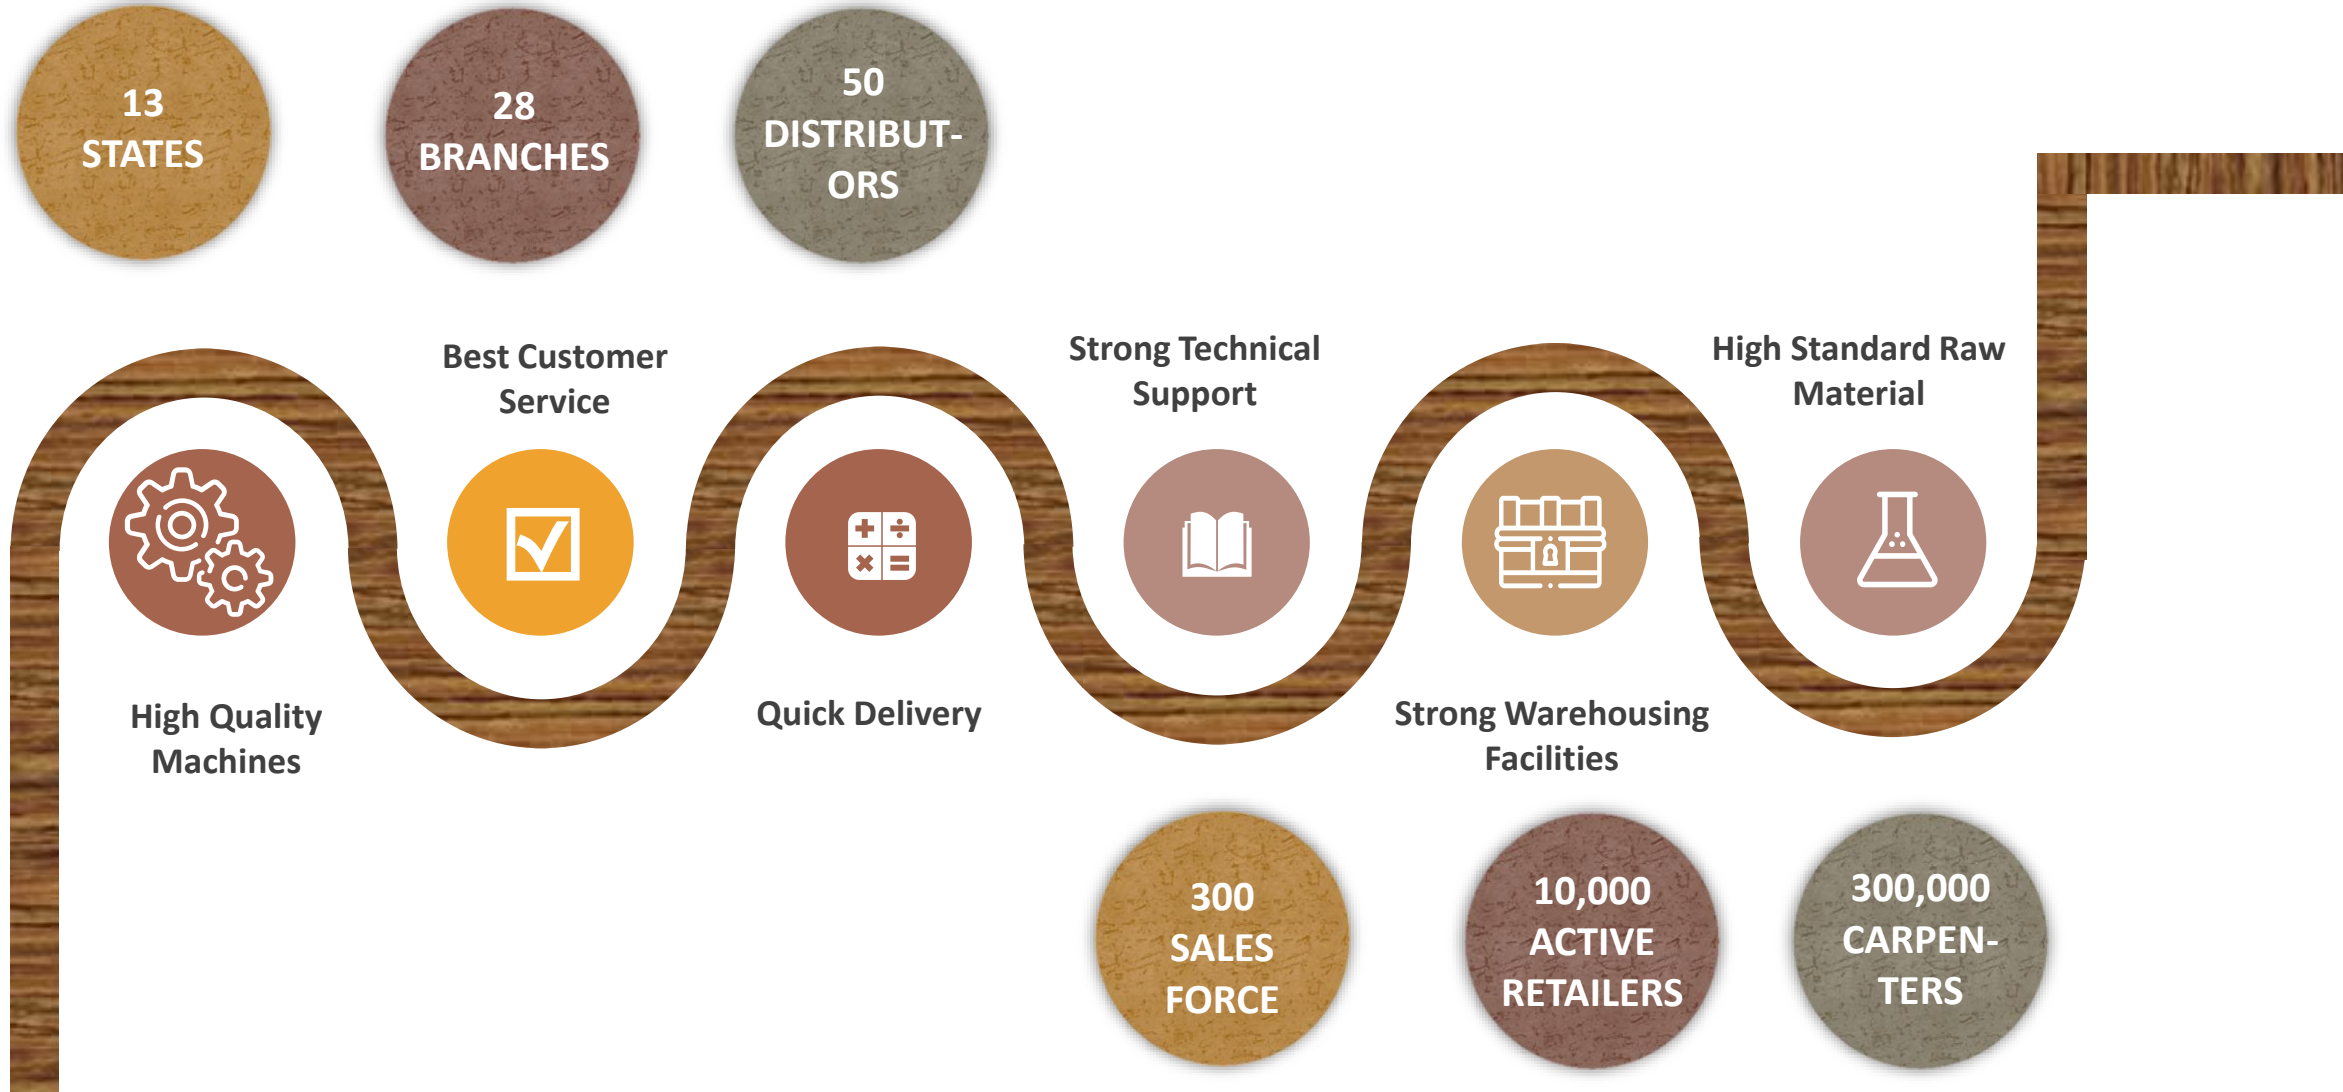 13
STATES
28
BRANCHES
50
DISTRIBUT-
ORS
Best Customer
Service
Strong Technical
Support
High Standard Raw
Material
High Quality
Machines
Quick Delivery
Strong Warehousing
Facilities
300
SALES
FORCE
10,000
ACTIVE
RETAILERS
300,000
CARPEN-
TERS